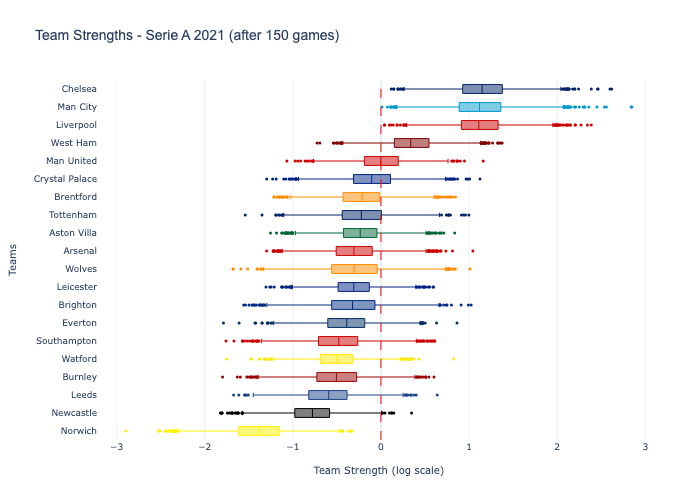 Team Strengths - Serie A 2021 (after 150 games)
Chelsea
Man City
Liverpool
West Ham
Man United
Crystal Palace
Brentford
Tottenham
Aston Villa
Arsenal
Wolves
Leicester
Brighton
Everton
Southampton
Watford
Burnley
Leeds
Newcastle
Norwich
Teams
−3 −2 −1 0 1 2 3
Team Strength (log scale)